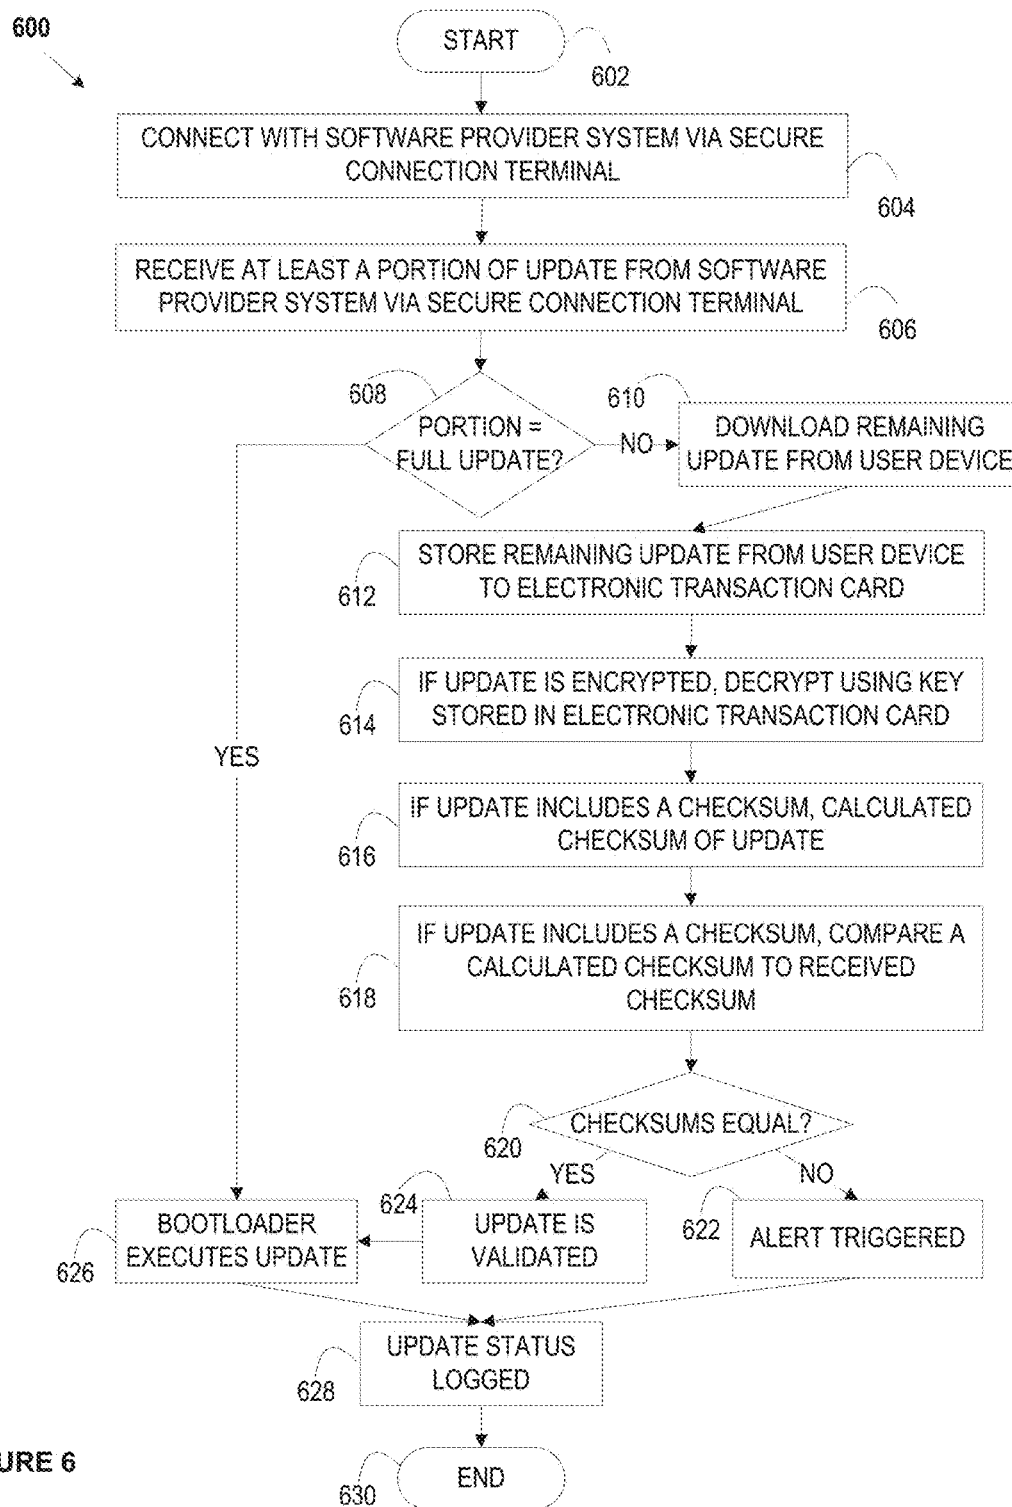 600
START
602
CONNECT WITH SOFTWARE PROVIDER SYSTEM VIA SECURE
CONNECTION TERMINAL
604
RECEIVE AT LEAST A PORTION OF UPDATE FROM SOFTWARE
PROVIDER SYSTEM VIA SECURE CONNECTION TERMINAL
606
608
PORTION =
FULL UPDATE?
NO
610
DOWNLOAD REMAINING
UPDATE FROM USER DEVICE
STORE REMAINING UPDATE FROM USER DEVICE
TO ELECTRONIC TRANSACTION CARD
612
IF UPDATE IS ENCRYPTED, DECRYPT USING KEY
STORED IN ELECTRONIC TRANSACTION CARD
614
YES
IF UPDATE INCLUDES A CHECKSUM, CALCULATED
CHECKSUM OF UPDATE
616
IF UPDATE INCLUDES A CHECKSUM, COMPARE A
CALCULATED CHECKSUM TO RECEIVED
CHECKSUM
618
CHECKSUMS EQUAL?
620
YES
NO
624
UPDATE IS
VALIDATED
622
ALERT TRIGGERED
BOOTLOADER
EXECUTES UPDATE
626
UPDATE STATUS
LOGGED
628
URE 6
END
630